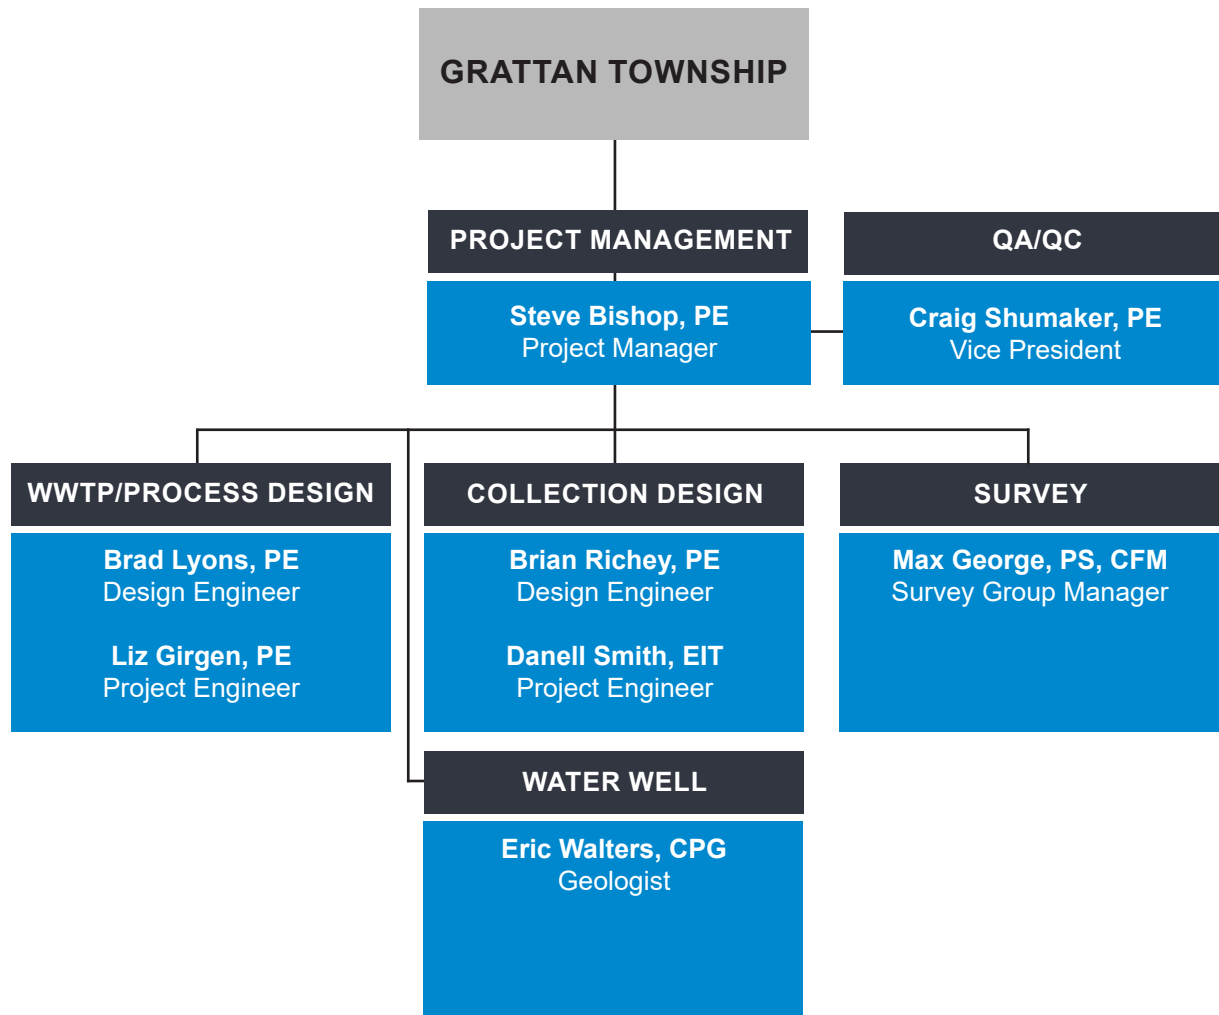 GRATTAN TOWNSHIP
PROJECT MANAGEMENT
Steve Bishop, PE
Project Manager
QA/QC
Craig Shumaker, PE
Vice President
WWTP/PROCESS DESIGN
Brad Lyons, PE
Design Engineer
Liz Girgen, PE
Project Engineer
COLLECTION DESIGN
Brian Richey, PE
Design Engineer
Danell Smith, EIT
Project Engineer
SURVEY
Max George, PS, CFM
Survey Group Manager
WATER WELL
Eric Walters, CPG
Geologist